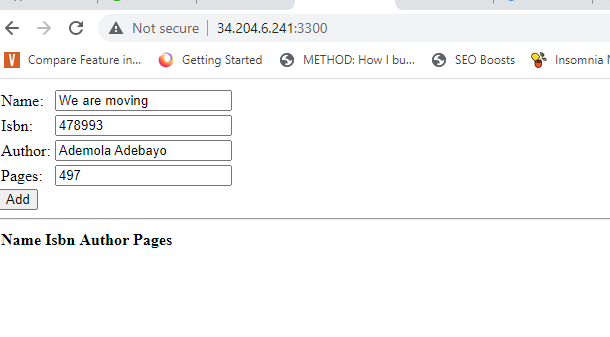 Not secure 34.204.6.241:3300
Compare Feature in... Getting Started METHOD: How I bu... SEO Boosts Insomnia
Name: We are moving
Isbn: 478993
Author: Ademola Adebayo
Pages: 497
Add
Name Isbn Author Pages